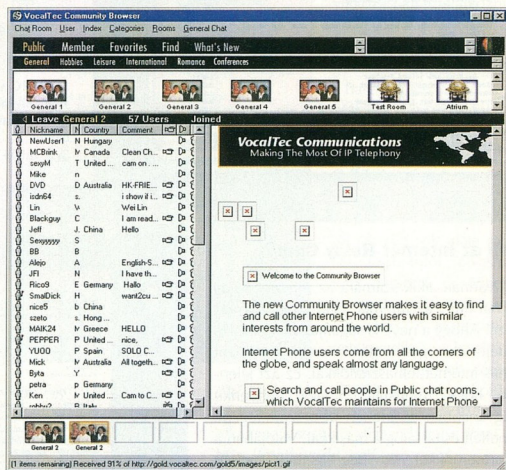 VocalTec Community Browser
Chat Room User Index Categories Rooms General Chat
Public Member Favorites Find What's New
General Hobbies Leisure International Romance Conferences
General 1 General 2 General 3 General 4 General 5 Test Room Atrium
Leave General 2 57 Users Joined
Nickname N Country Comment
NewUser1 N Hungary
MCBrink Canada Clean Ch...
sexyM T United ... cam on . ...
Mike n
DVD D Australia HK-FRIE...
isdn64 s. i show if i ...
Lin Wei Lin
Blackguy C I am read...
Jeff J. China Hello
Sexyyyyy S
BB B
Alejo A English-S...
JFI N I have th...
Rico9 E Germany Hallo
SmalDick H want2cu ...
nice5 b China
szeto s. Hong ...
MAIK24 M Greece HELLO
PEPPER P United ... nice,
YUGO P Spain SOLO C...
Mick M Australia All togeth...
Byta Y
petra p Germany
Ken United ... Cam to C...
robby2 R Italy
General 2 General 2
VocalTec Communications
Making The Most Of IP Telephony
Welcome to the Community Browser
The new Community Browser makes it easy to find
and call other Internet Phone users with similar
interests from around the world.
Internet Phone users come from all the corners of
the globe, and speak almost any language.
Search and call people in Public chat rooms,
which VocalTec maintains for Internet Phone
[1 items remaining] Received 91% of http://gold.vocaltec.com/gold5/images/pict1.gif